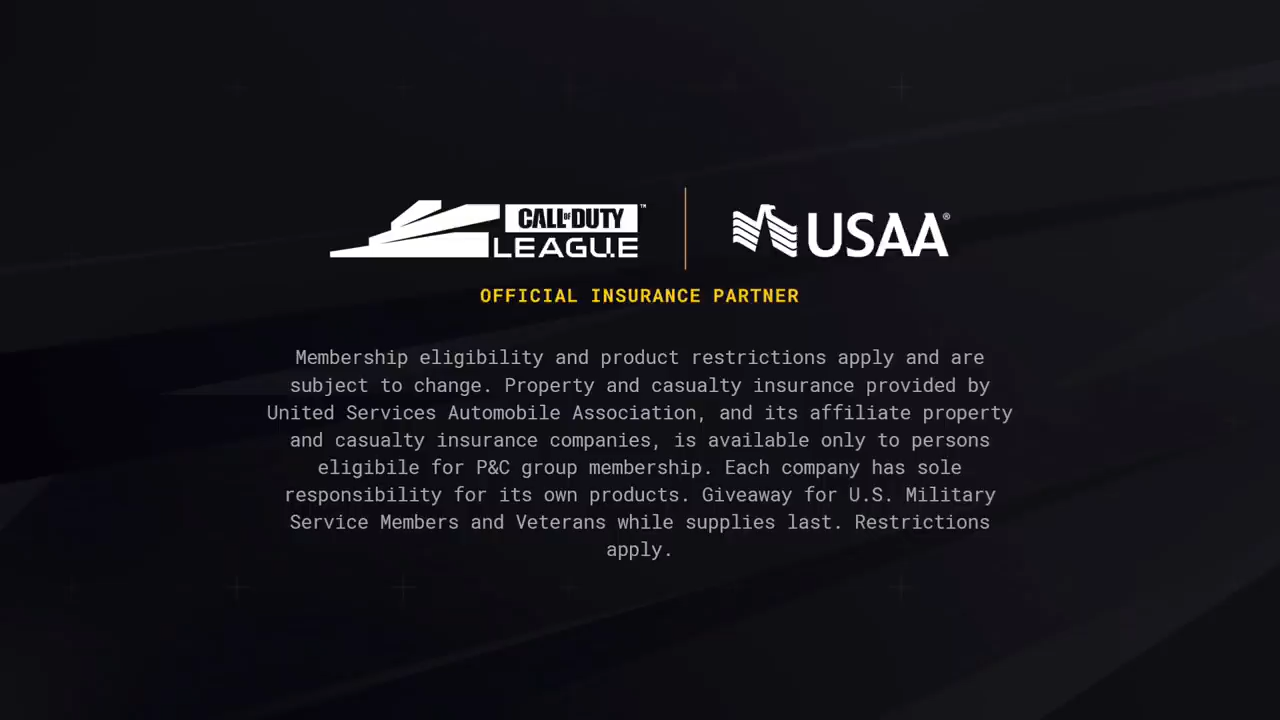 CALL OF DUTY
LEAGUE ™
USAA®
OFFICIAL INSURANCE PARTNER
Membership eligibility and product restrictions apply and are
subject to change. Property and casualty insurance provided by
United Services Automobile Association, and its affiliate property
and casualty insurance companies, is available only to persons
eligibile for P&C group membership. Each company has sole
responsibility for its own products. Giveaway for U.S. Military
Service Members and Veterans while supplies last. Restrictions
apply.